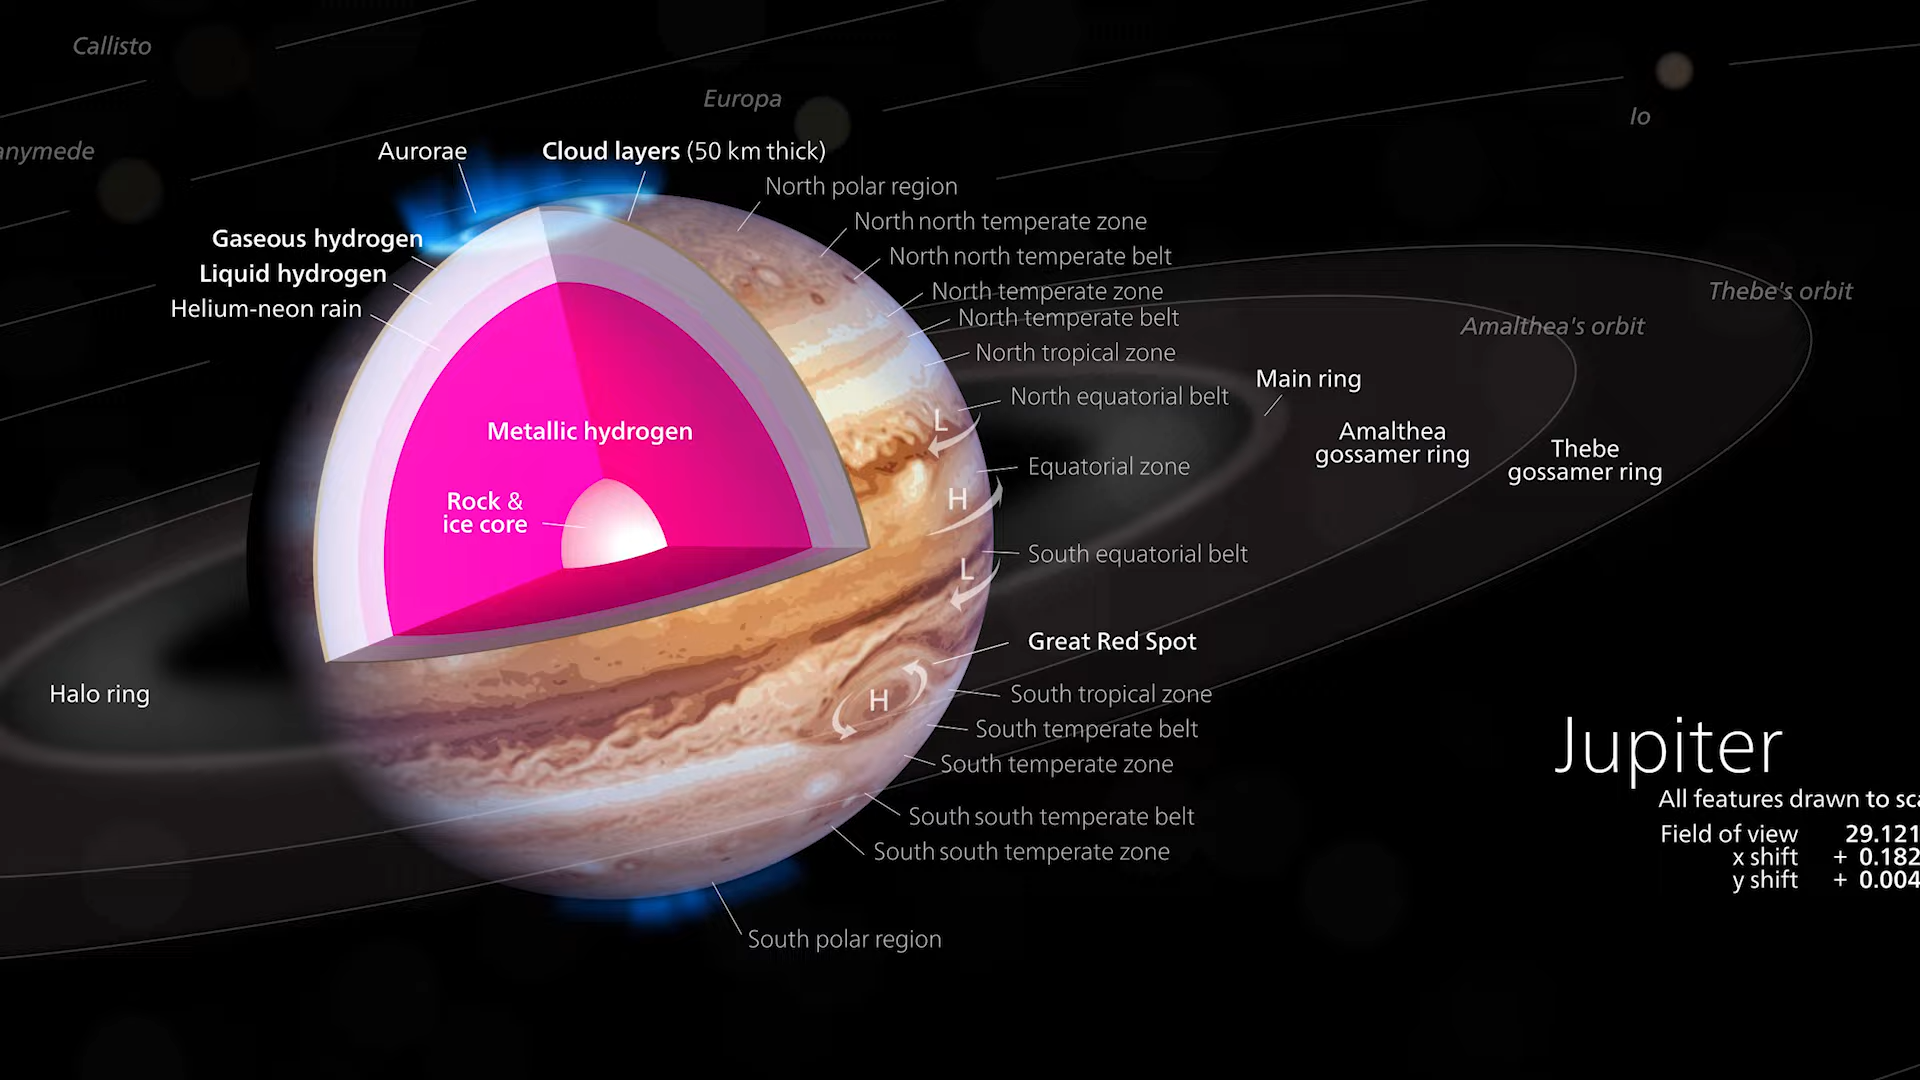 Callisto
Europa
Io
anymede
Aurorae
Cloud layers (50 km thick)
North polar region
North north temperate zone
Gaseous hydrogen
North north temperate belt
Liquid hydrogen
North temperate zone
Thebe's orbit
Helium-neon rain
North temperate belt
Amalthea's orbit
North tropical zone
Main ring
North equatorial belt
L
Metallic hydrogen
Amalthea
gossamer ring
Thebe
gossamer ring
Equatorial zone
H
Rock &
ice core
South equatorial belt
L
Great Red Spot
Halo ring
H
South tropical zone
South temperate belt
South temperate zone
Jupiter
All features drawn to sca
South south temperate belt
Field of view 29.121
South south temperate zone
x shift + 0.182
y shift + 0.004
South polar region